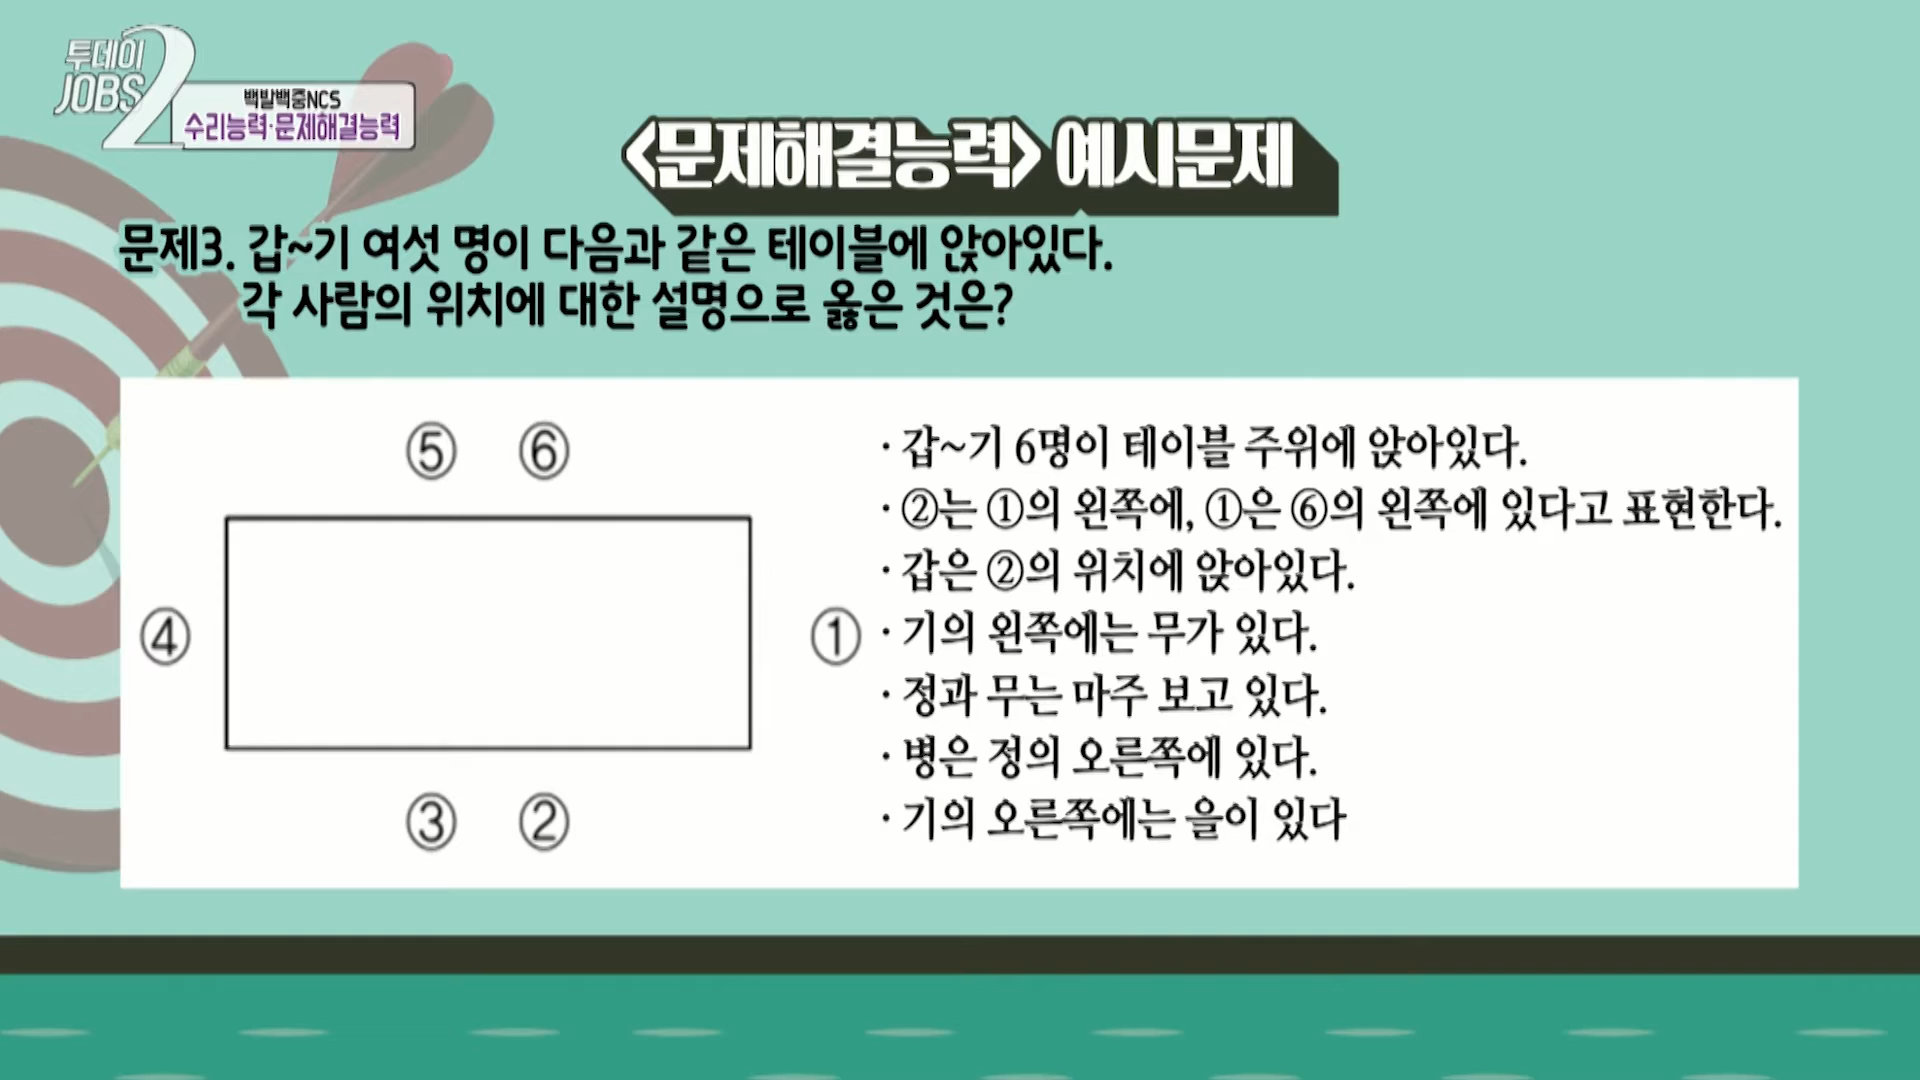 투데이
JOBS2
백발백중NCS
수리능력·문제해결능력
<문제해결능력> 예시문제
문제3. 갑~기 여섯 명이 다음과 같은 테이블에 앉아있다.
각 사람의 위치에 대한 설명으로 옳은 것은?
⑤ ⑥
④ ①
③ ②
· 갑~기 6명이 테이블 주위에 앉아있다.
· ②는 ①의 왼쪽에, ①은 ⑥의 왼쪽에 있다고 표현한다.
· 갑은 ②의 위치에 앉아있다.
· 기의 왼쪽에는 무가 있다.
· 정과 무는 마주 보고 있다.
· 병은 정의 오른쪽에 있다.
· 기의 오른쪽에는 을이 있다